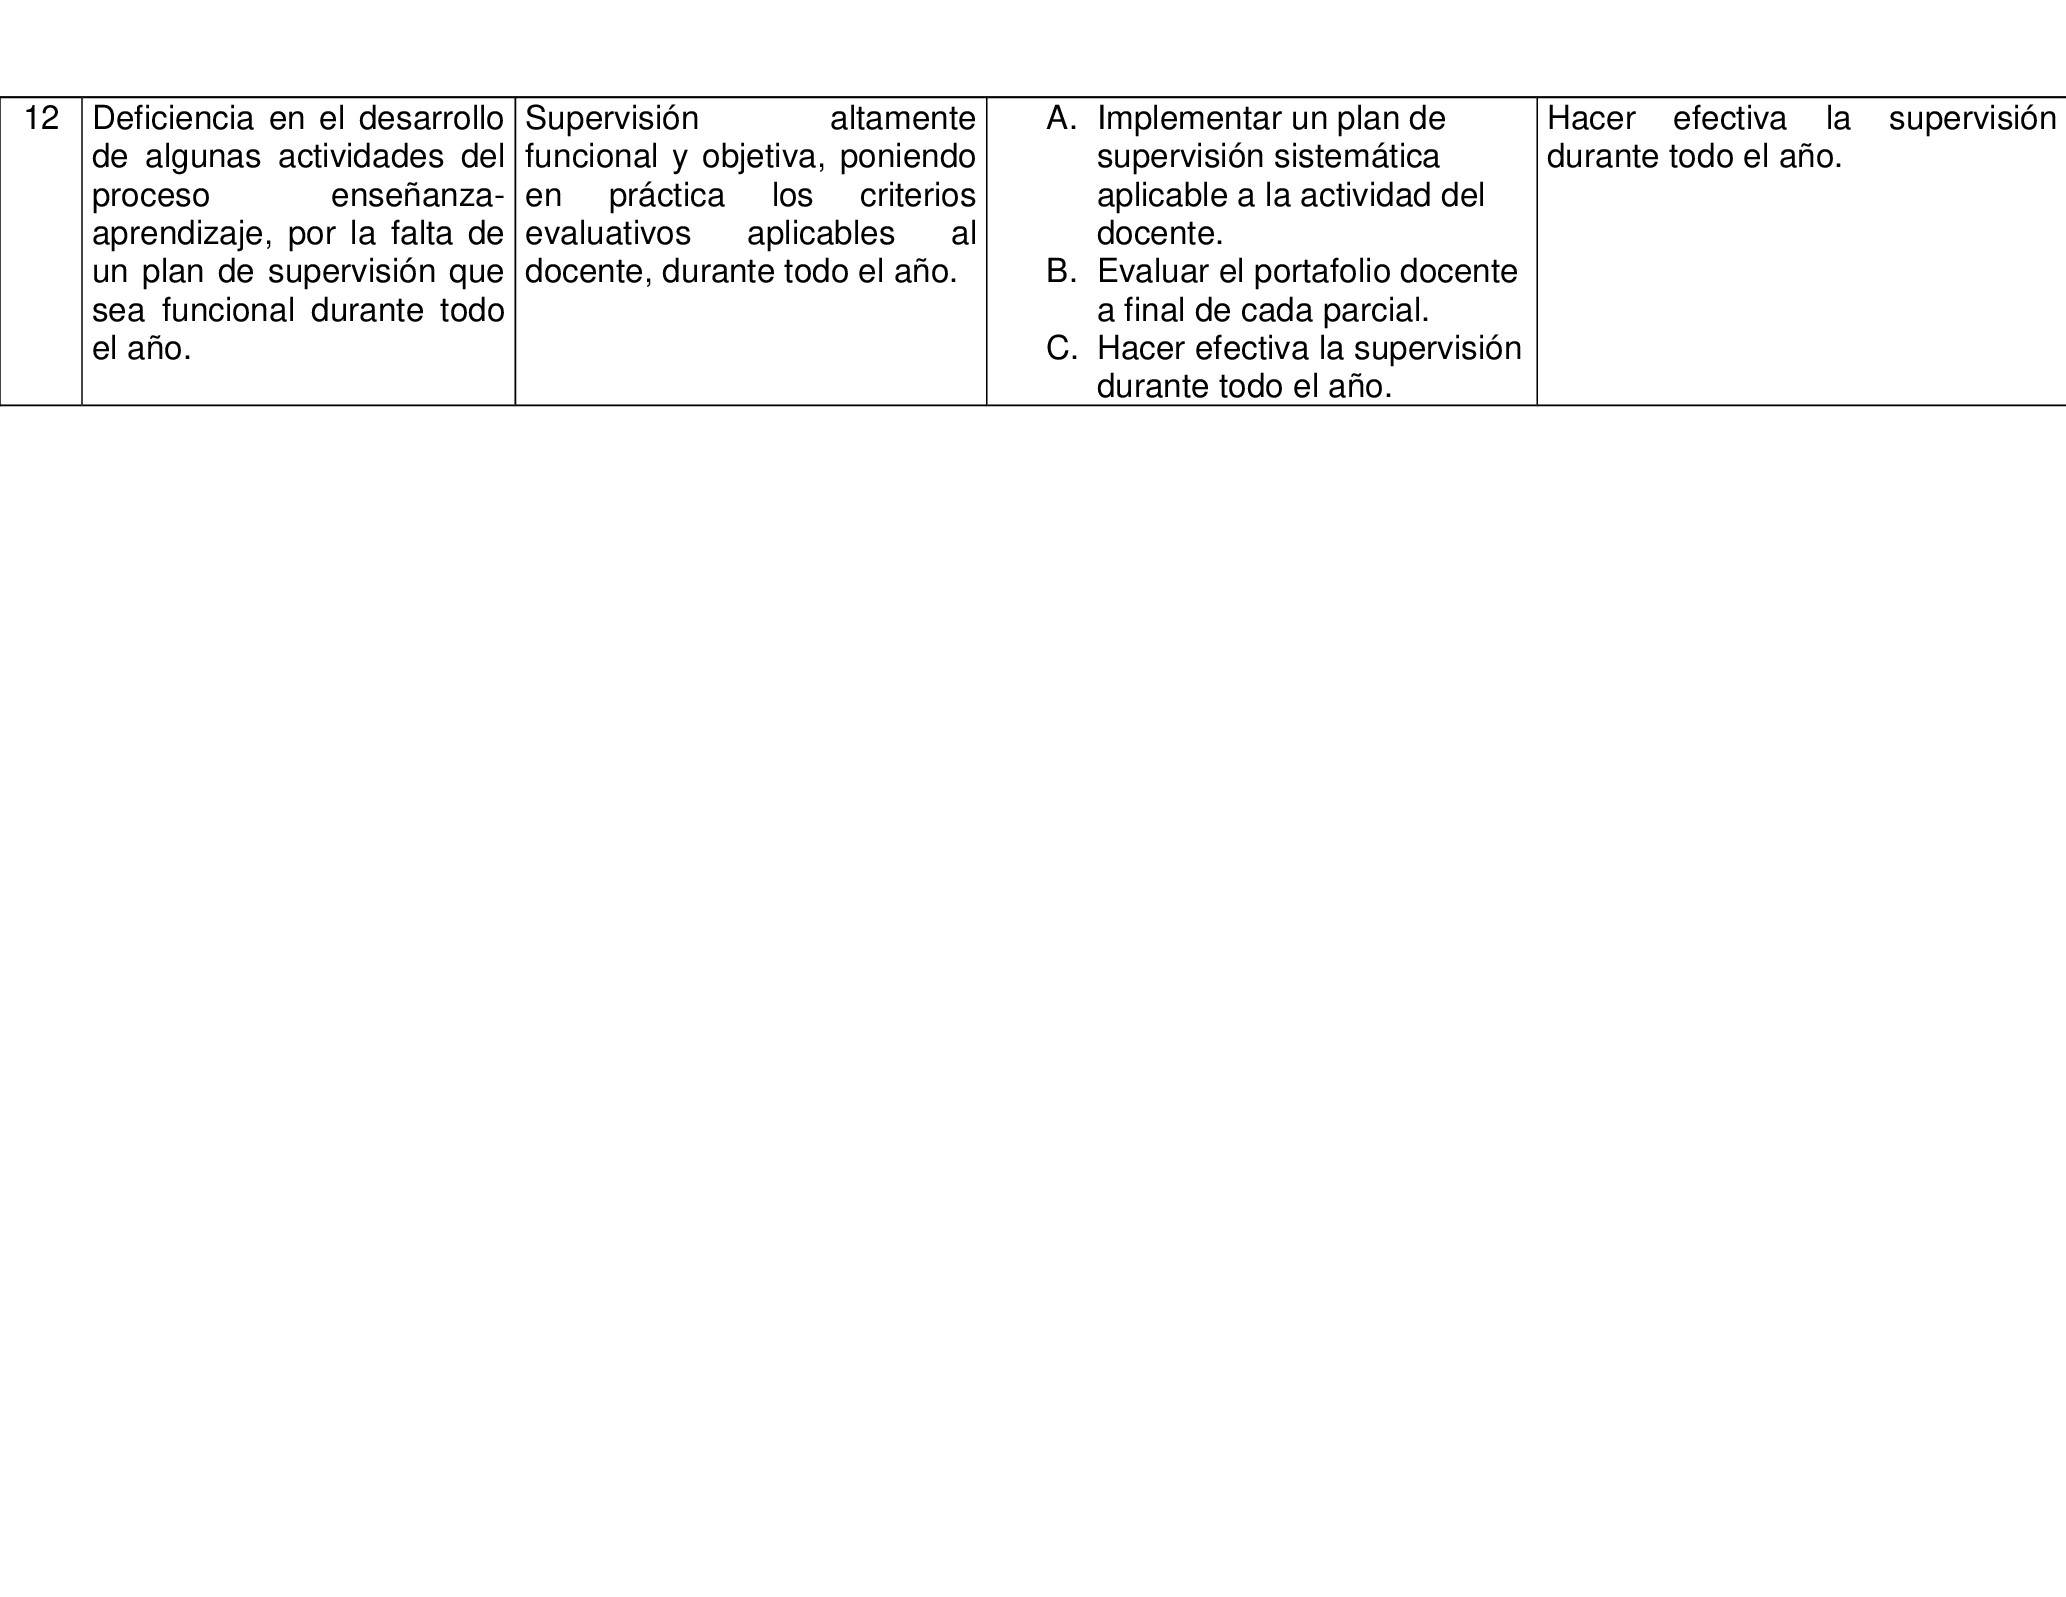 12
Deficiencia en el desarrollo
de algunas actividades del
proceso enseñanza-
aprendizaje, por la falta de
un plan de supervisión que
sea funcional durante todo
el año.
Supervisión altamente
funcional y objetiva, poniendo
en práctica los criterios
evaluativos aplicables al
docente, durante todo el año.
A. Implementar un plan de
supervisión sistemática
aplicable a la actividad del
docente.
B. Evaluar el portafolio docente
a final de cada parcial.
C. Hacer efectiva la supervisión
durante todo el año.
Hacer efectiva la supervisión
durante todo el año.